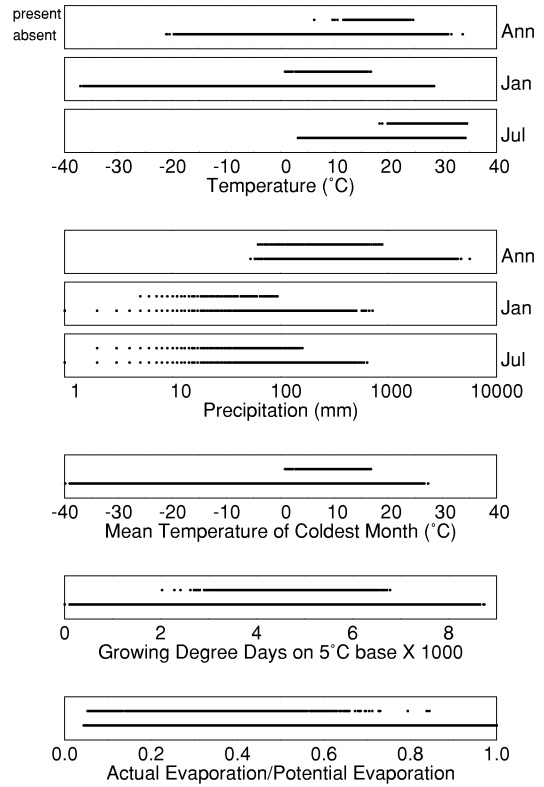 present
absent
Ann
Jan
Jul
-40 -30 -20 -10 0 10 20 30 40
Temperature (˚C)
Ann
Jan
Jul
1 10 100 1000 10000
Precipitation (mm)
-40 -30 -20 -10 0 10 20 30 40
Mean Temperature of Coldest Month (˚C)
0 2 4 6 8
Growing Degree Days on 5˚C base X 1000
0.0 0.2 0.4 0.6 0.8 1.0
Actual Evaporation/Potential Evaporation